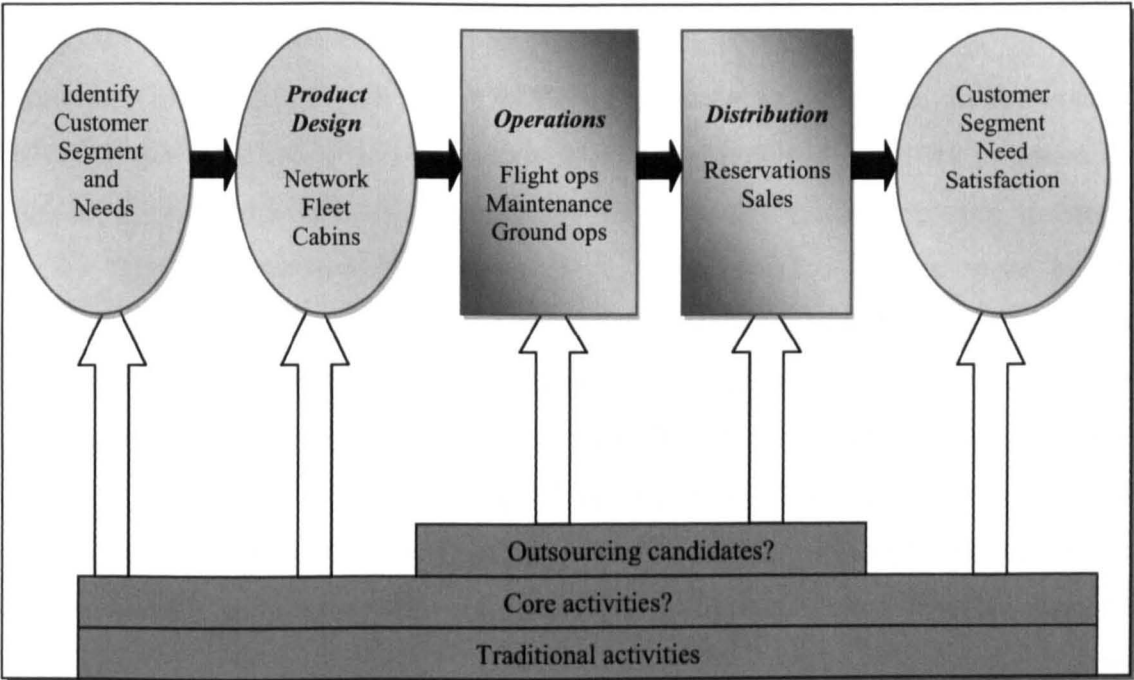 Identify
Customer
Segment
and
Needs
Product
Design
Network
Fleet
Cabins
Operations
Flight ops
Maintenance
Ground ops
Distribution
Reservations
Sales
Customer
Segment
Need
Satisfaction
Outsourcing candidates?
Core activities?
Traditional activities